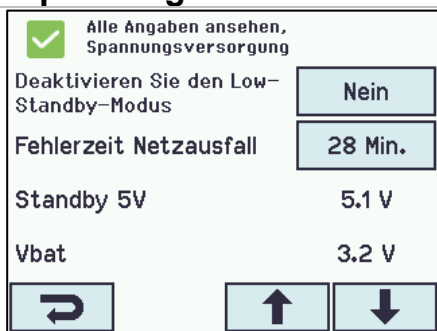 Alle Angaben ansehen,
Spannungsversorgung
Deaktivieren Sie den Low-
Standby-Modus
Nein
Fehlerzeit Netzausfall
28 Min.
Standby 5V
5.1 V
Vbat
3.2 V